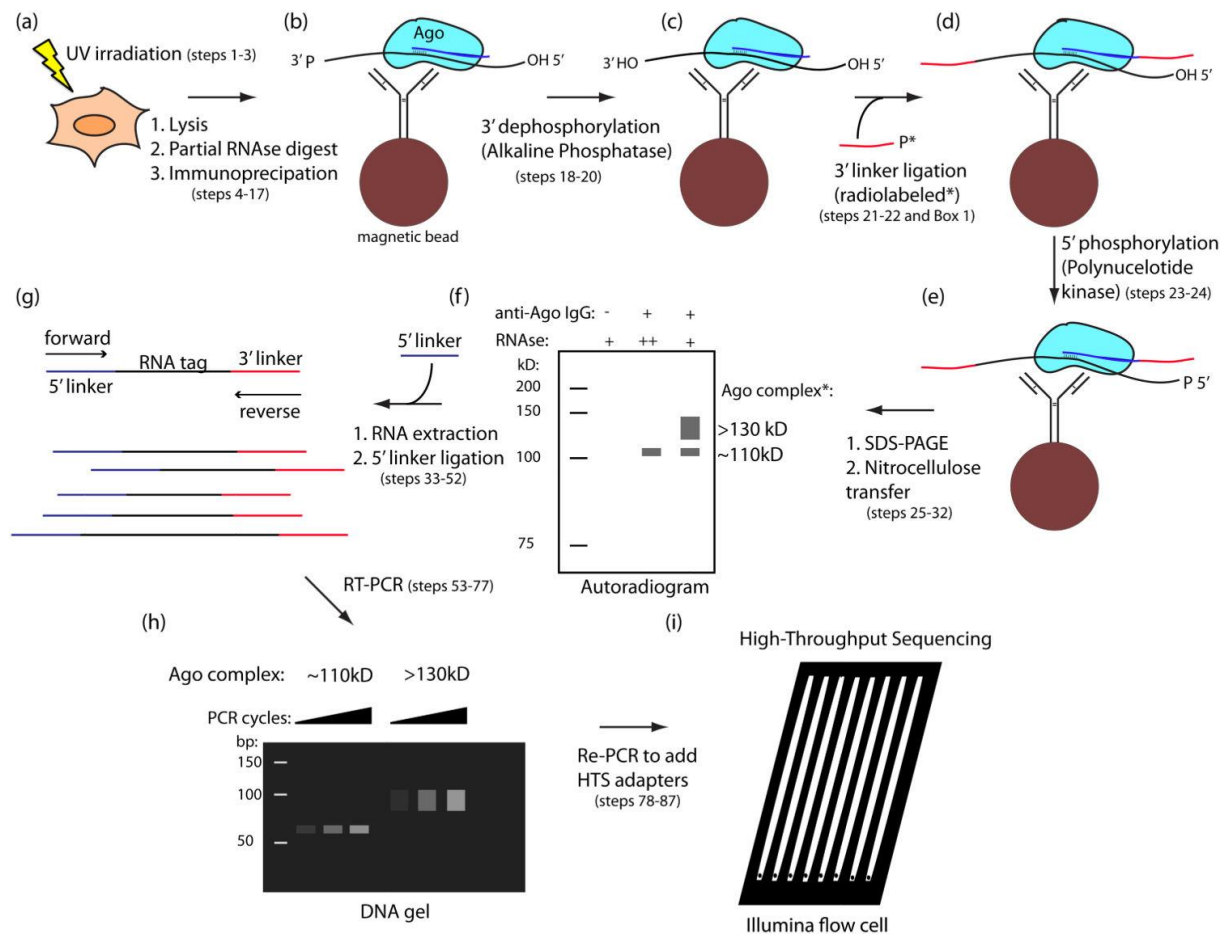 (a)
UV irradiation (steps 1-3)
1. Lysis
2. Partial RNAse digest
3. Immunoprecipation
(steps 4-17)
(b)
Ago
3' P
OH 5'
magnetic bead
3' dephosphorylation
(Alkaline Phosphatase)
(steps 18-20)
(c)
3' HO
OH 5'
P*
3' linker ligation
(radiolabeled*)
(steps 21-22 and Box 1)
(d)
OH 5'
5' phosphorylation
(Polynucelotide
kinase) (steps 23-24)
(e)
P 5'
1. SDS-PAGE
2. Nitrocellulose
transfer
(steps 25-32)
(f)
anti-Ago IgG: - + +
RNAse: + ++ +
kD:
200
150
100
75
Ago complex*:
>130 kD
~110kD
Autoradiogram
5' linker
1. RNA extraction
2. 5' linker ligation
(steps 33-52)
(g)
forward
RNA tag
3' linker
5' linker
reverse
RT-PCR (steps 53-77)
(h)
Ago complex: ~110kD >130kD
PCR cycles:
bp:
150
100
50
DNA gel
Re-PCR to add
HTS adapters
(steps 78-87)
(i)
High-Throughput Sequencing
Illumina flow cell